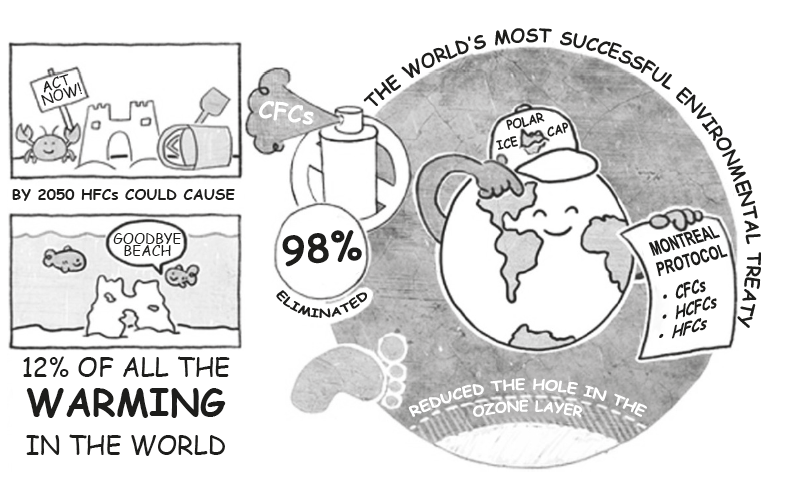 ACT
NOW!
BY 2050 HFCs COULD CAUSE
GOODBYE
BEACH
12% OF ALL THE
WARMING
IN THE WORLD
CFCs
98%
ELIMINATED
THE WORLD'S MOST SUCCESSFUL ENVIRONMENTAL TREATY
POLAR
ICE CAP
MONTREAL
PROTOCOL
• CFCs
• HCFCs
• HFCs
REDUCED THE HOLE IN THE
OZONE LAYER